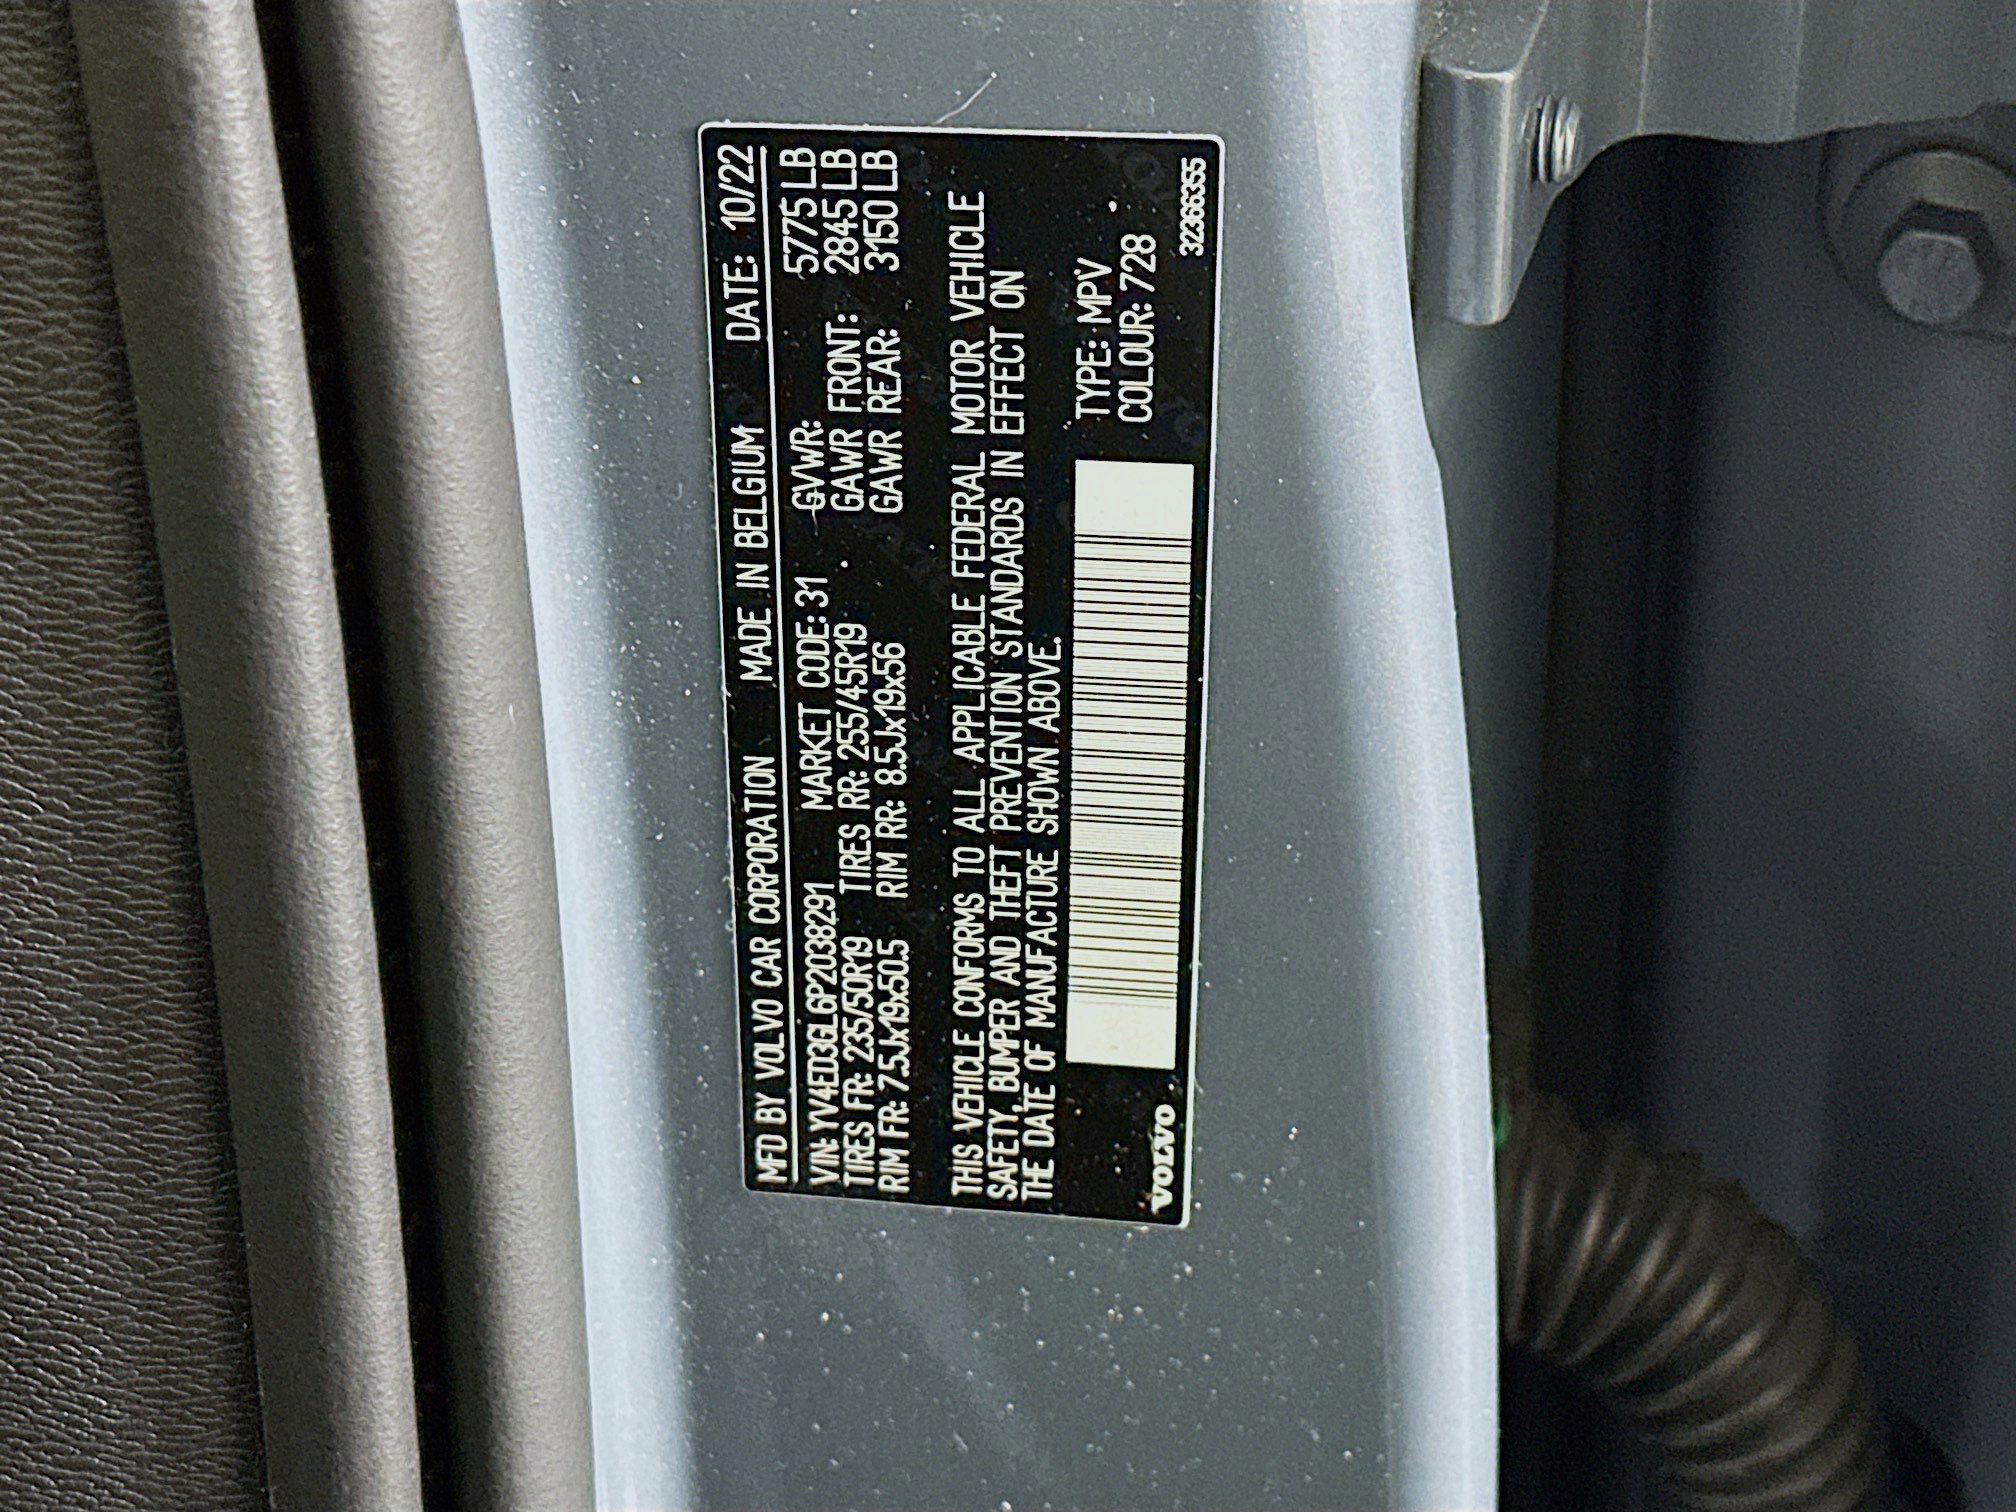 MFD BY VOLVO CAR CORPORATION MADE IN BELGIUM DATE: 10/22
VIN: YV4ED3GL6P2038291 MARKET CODE: 31 GVWR: 5775 LB
TIRES FR: 235/50R19 TIRES RR: 255/45R19 GAWR FRONT: 2845 LB
RIM FR: 7.5Jx19x50.5 RIM RR: 8.5Jx19x56 GAWR REAR: 3150 LB
THIS VEHICLE CONFORMS TO ALL APPLICABLE FEDERAL MOTOR VEHICLE
SAFETY, BUMPER AND THEFT PREVENTION STANDARDS IN EFFECT ON
THE DATE OF MANUFACTURE SHOWN ABOVE.
TYPE: MPV
COLOUR: 728
VOLVO 32366355